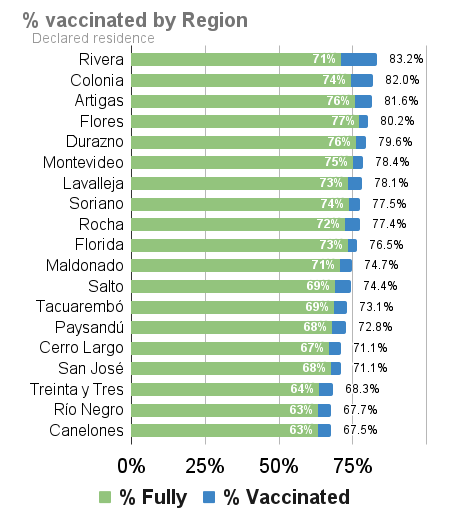 % vaccinated by Region
Declared residence
Rivera 71% 83.2%
Colonia 74% 82.0%
Artigas 76% 81.6%
Flores 77% 80.2%
Durazno 76% 79.6%
Montevideo 75% 78.4%
Lavalleja 73% 78.1%
Soriano 74% 77.5%
Rocha 72% 77.4%
Florida 73% 76.5%
Maldonado 71% 74.7%
Salto 69% 74.4%
Tacuarembó 69% 73.1%
Paysandú 68% 72.8%
Cerro Largo 67% 71.1%
San José 68% 71.1%
Treinta y Tres 64% 68.3%
Río Negro 63% 67.7%
Canelones 63% 67.5%
0% 25% 50% 75%
% Fully % Vaccinated